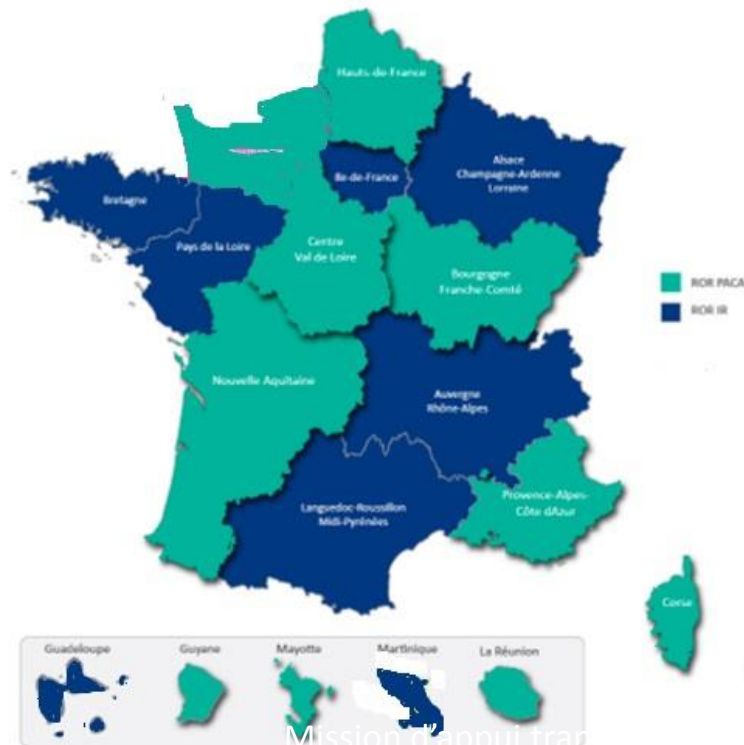 Hauts-de-France
Alsace
Champagne-Ardenne
Lorraine
Ile-de-France
Bretagne
Pays de la Loire
Centre
Val de Loire
Bourgogne
Franche-Comté
ROR PACA
ROR IR
Nouvelle Aquitaine
Auvergne
Rhône-Alpes
Languedoc-Roussillon
Midi-Pyrénées
Provence-Alpes-
Côte dAzur
Corse
Guadeloupe
Guyane
Mayotte
Martinique
La Réunion
Mission d'appui tran